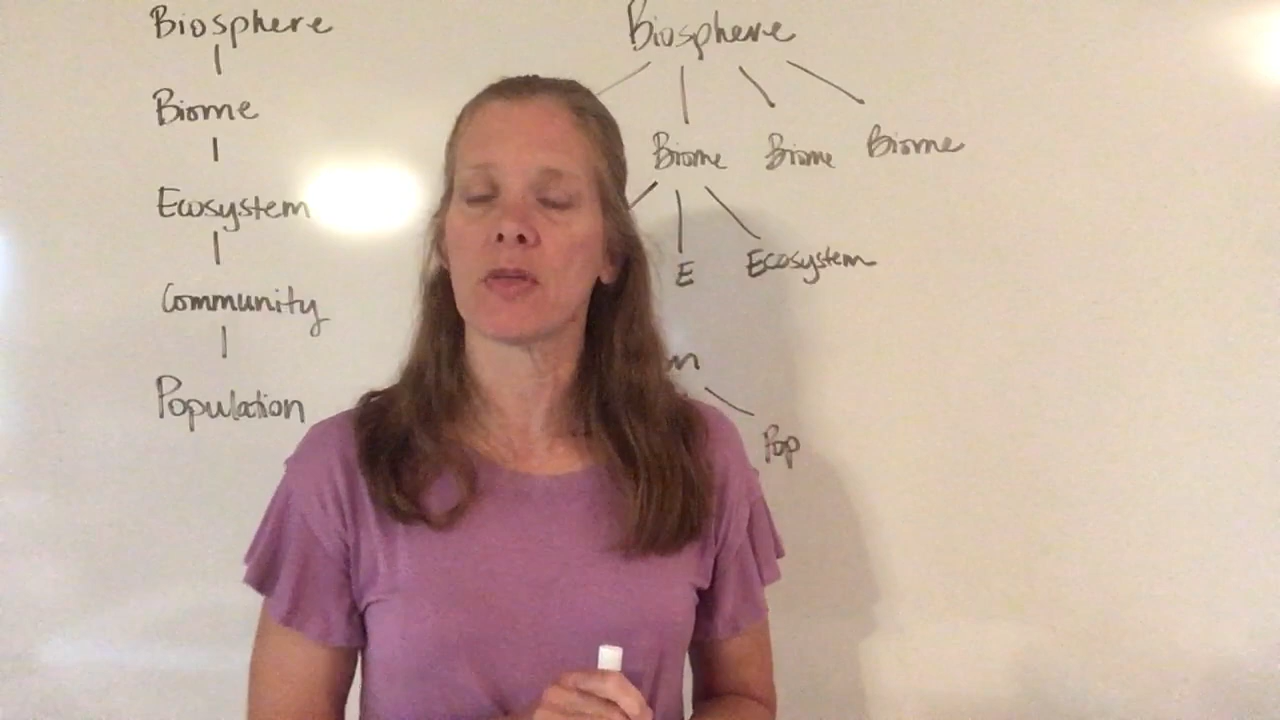 Biosphere
Biome
Ecosystem
Community
Population
Biosphere
Biome Biome Biome
E Ecosystem
Pop